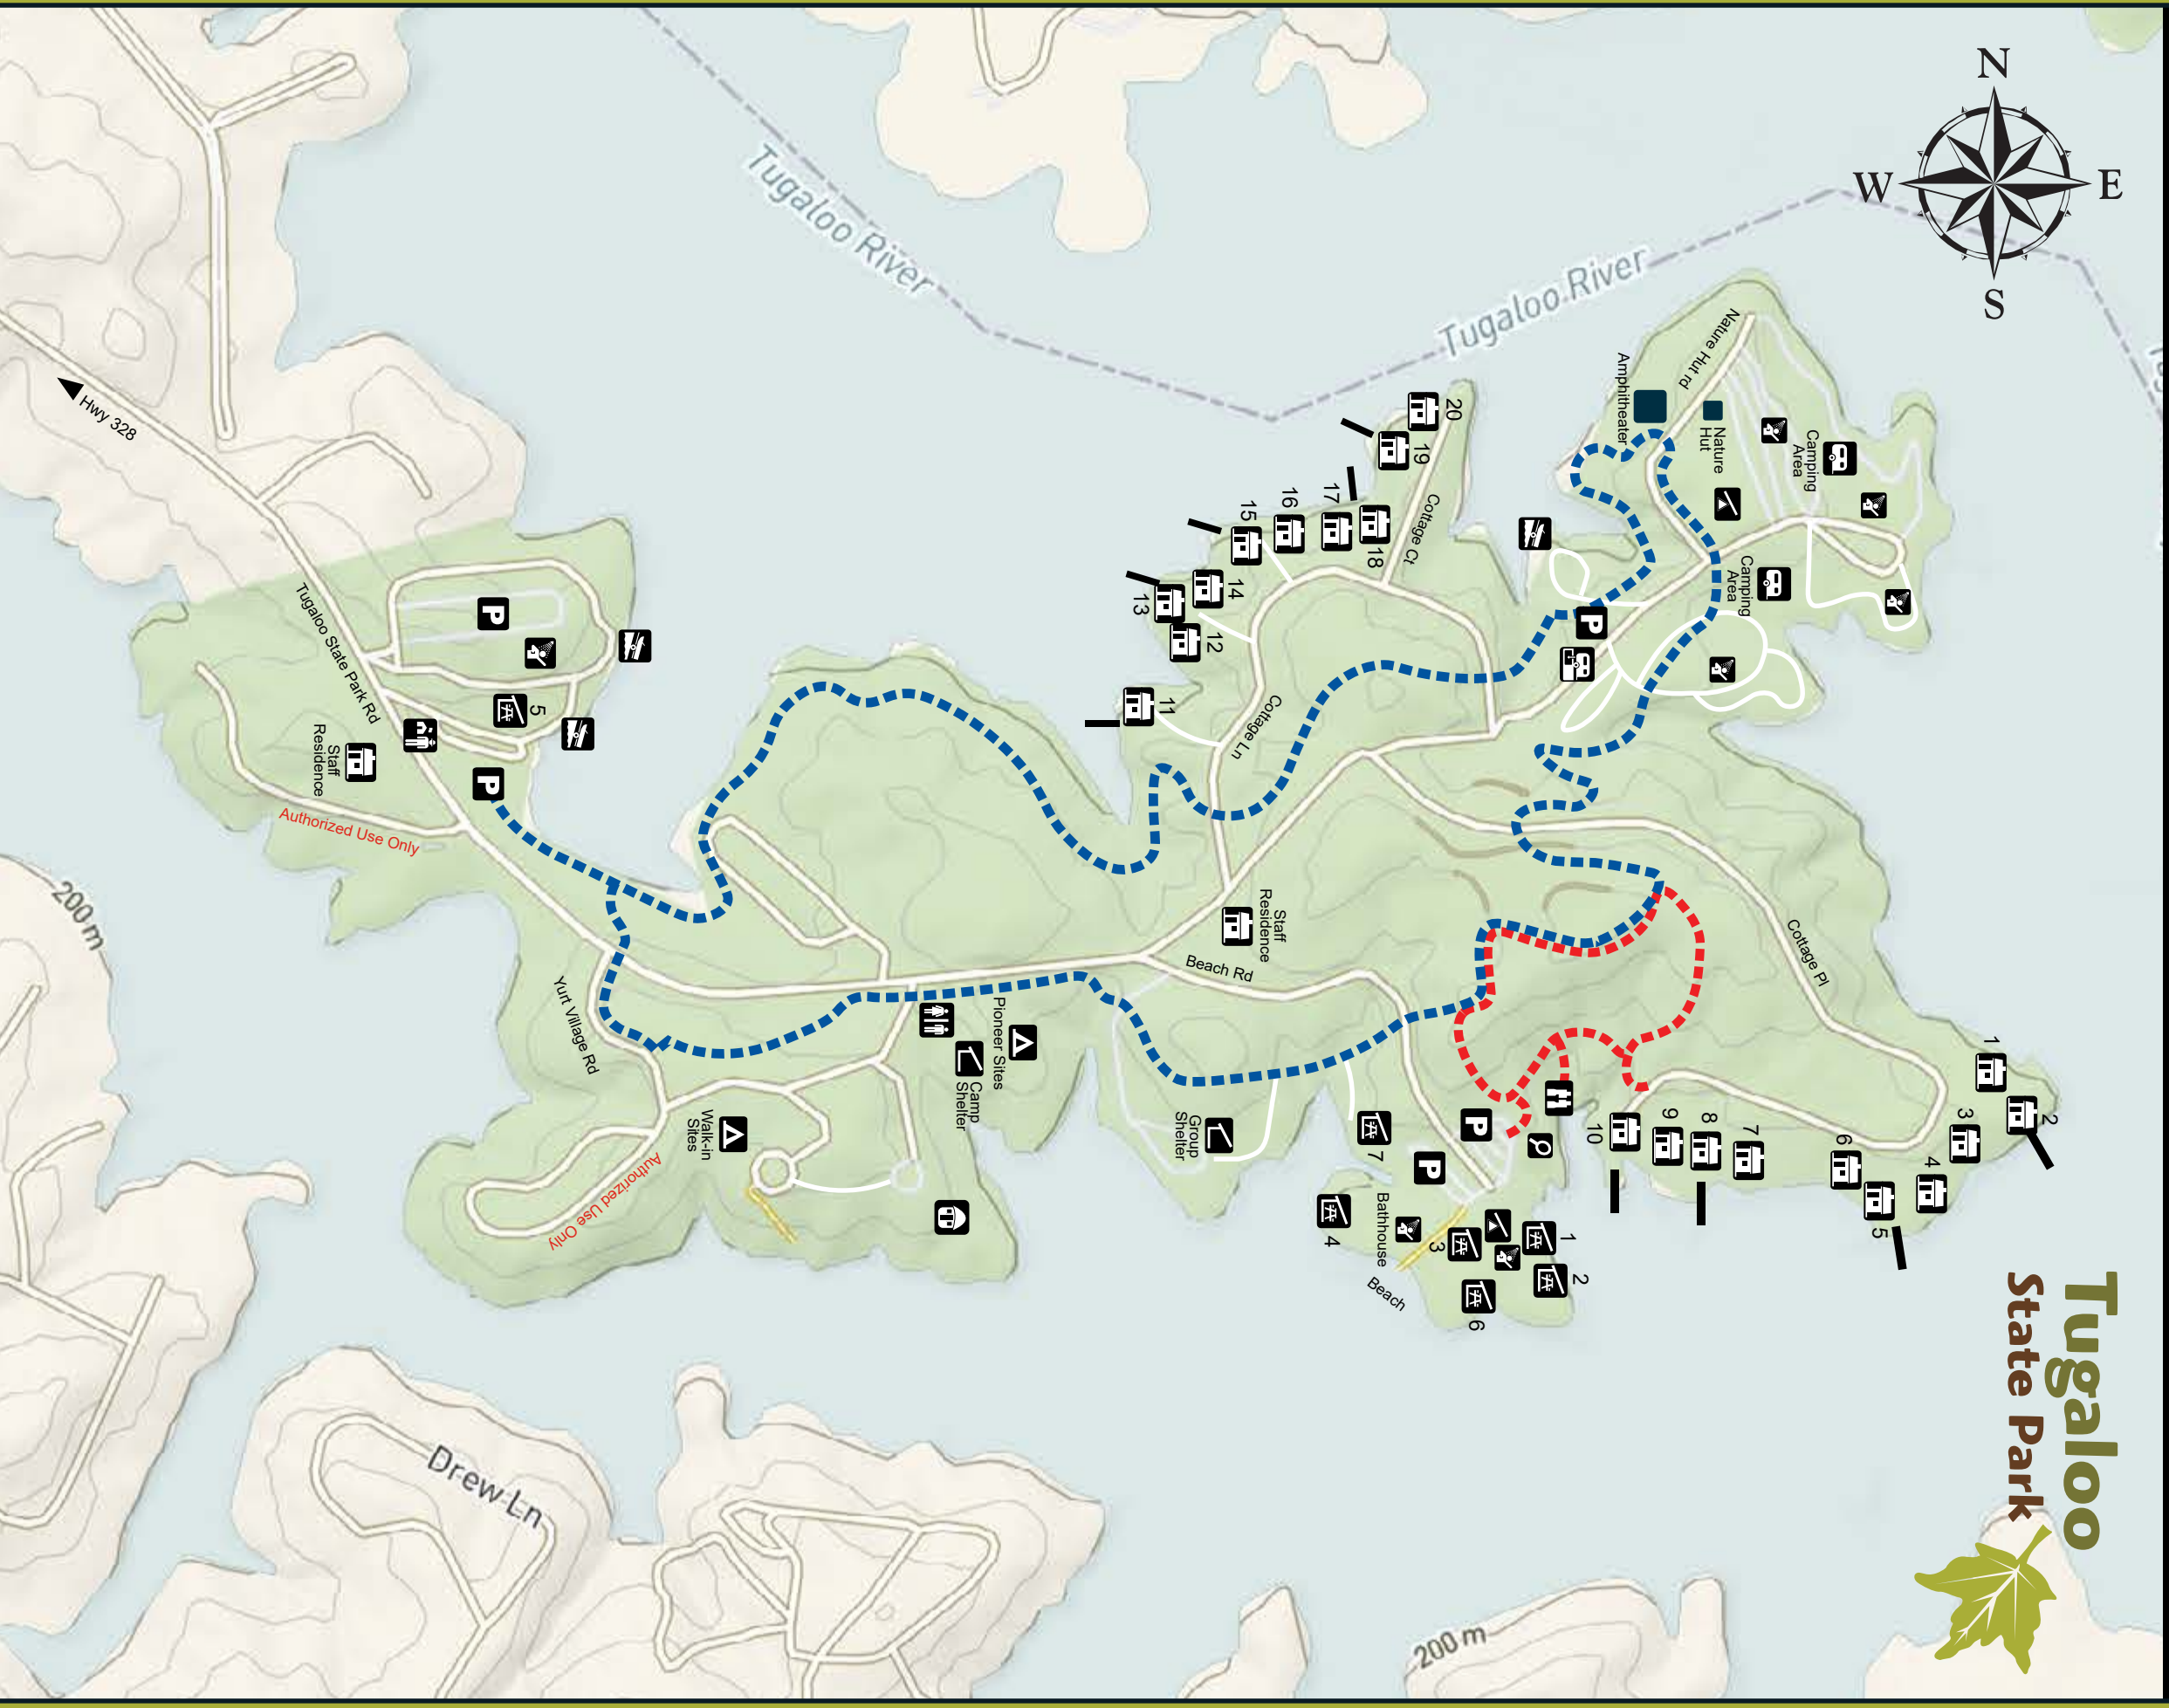 Tugaloo
State Park
N
W
E
S
Tugaloo River
Tugaloo River
Hwy 328
Nature Hut rd
Amphitheater
Nature
Hut
Camping
Area
Camping
Area
20
19
18
17
16
15
14
13
12
11
Cottage Ct
Cottage Ln
P
P
P
5
Tugaloo State Park Rd
Staff
Residence
Authorized Use Only
Staff
Residence
Beach Rd
Cottage Pl
1
2
3
4
5
6
7
8
9
10
Yurt Village Rd
Pioneer Sites
Camp
Shelter
Walk-in
Sites
Authorized Use Only
Group
Shelter
P
P
7
4
Bathhouse
3
1
2
6
Beach
200 m
Drew Ln
200 m